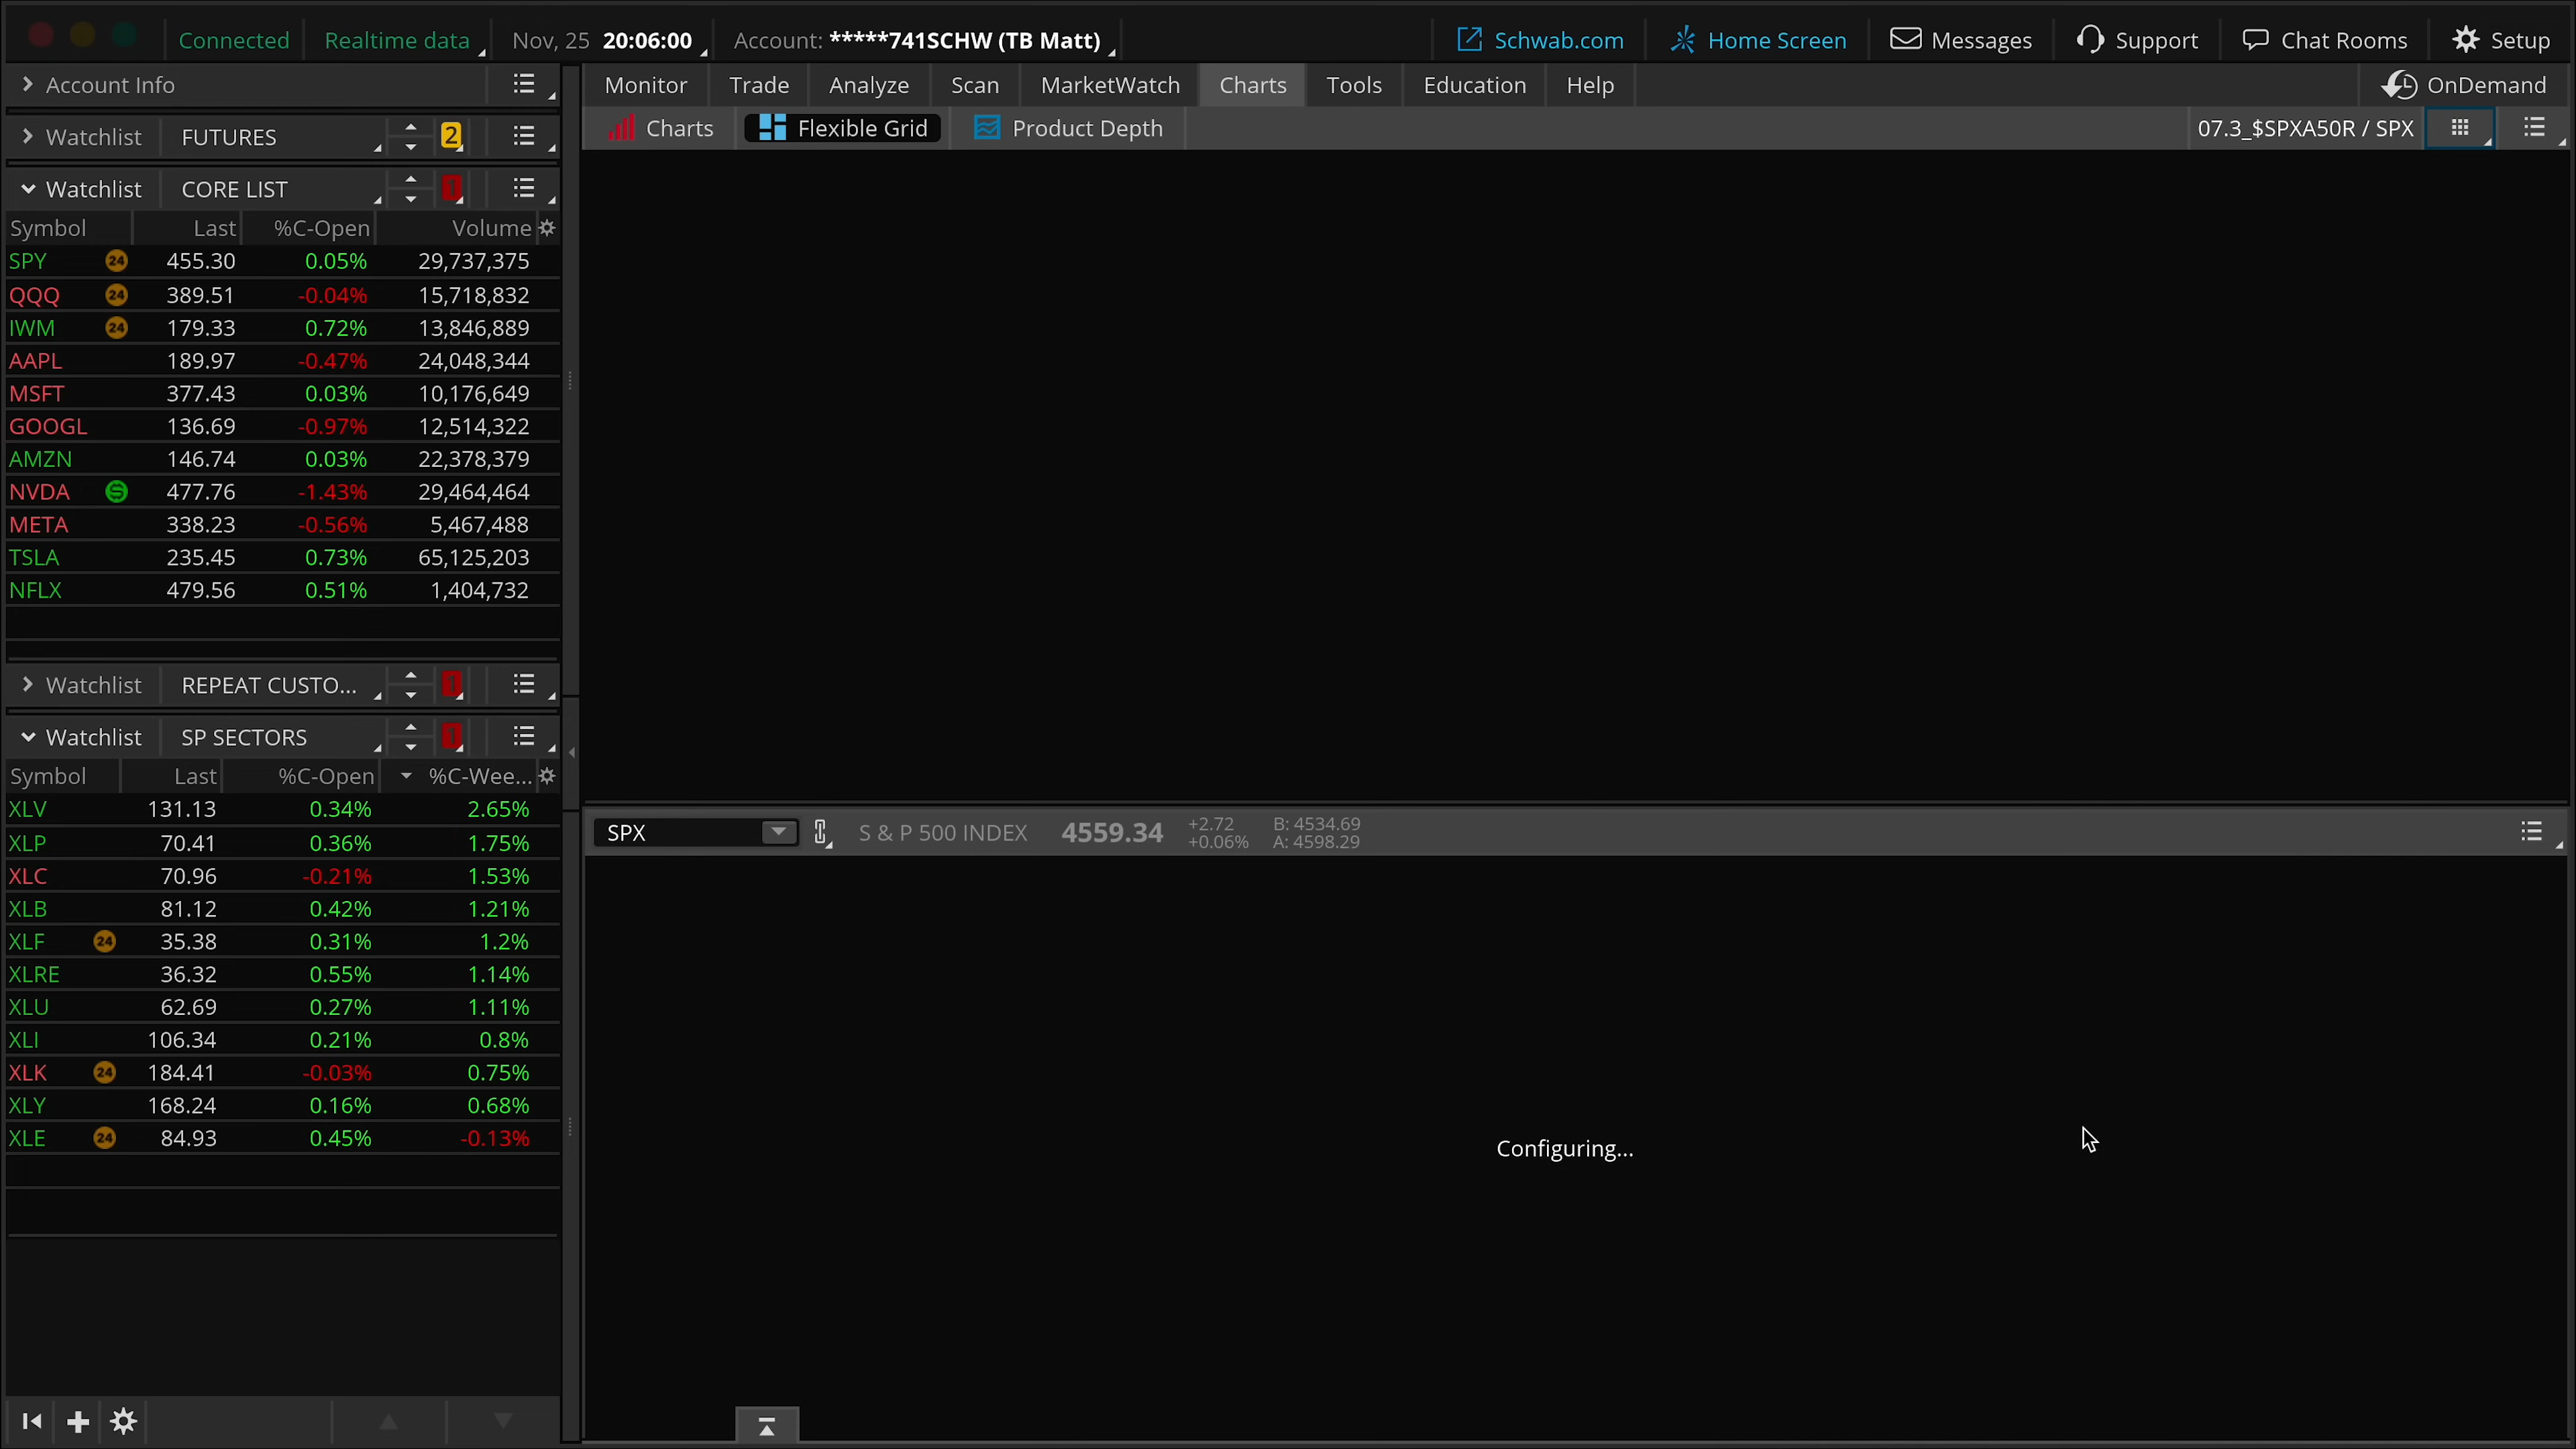 Connected Realtime data Nov, 25 20:06:00 Account: *****741SCHW (TB Matt) Schwab.com Home Screen Messages Support Chat Rooms Setup
Account Info
Monitor Trade Analyze Scan MarketWatch Charts Tools Education Help OnDemand
Charts Flexible Grid Product Depth 07.3_$SPXA50R / SPX
Watchlist FUTURES 2
Watchlist CORE LIST 1
Symbol Last %C-Open Volume
SPY 24 455.30 0.05% 29,737,375
QQQ 24 389.51 -0.04% 15,718,832
IWM 24 179.33 0.72% 13,846,889
AAPL 189.97 -0.47% 24,048,344
MSFT 377.43 0.03% 10,176,649
GOOGL 136.69 -0.97% 12,514,322
AMZN 146.74 0.03% 22,378,379
NVDA 477.76 -1.43% 29,464,464
META 338.23 -0.56% 5,467,488
TSLA 235.45 0.73% 65,125,203
NFLX 479.56 0.51% 1,404,732
Watchlist REPEAT CUSTO... 1
Watchlist SP SECTORS 1
Symbol Last %C-Open %C-Wee...
XLV 131.13 0.34% 2.65%
XLP 70.41 0.36% 1.75%
XLC 70.96 -0.21% 1.53%
XLB 81.12 0.42% 1.21%
XLF 24 35.38 0.31% 1.2%
XLRE 36.32 0.55% 1.14%
XLU 62.69 0.27% 1.11%
XLI 106.34 0.21% 0.8%
XLK 24 184.41 -0.03% 0.75%
XLY 168.24 0.16% 0.68%
XLE 24 84.93 0.45% -0.13%
SPX S & P 500 INDEX 4559.34 +2.72 B: 4534.69
+0.06% A: 4598.29
Configuring...